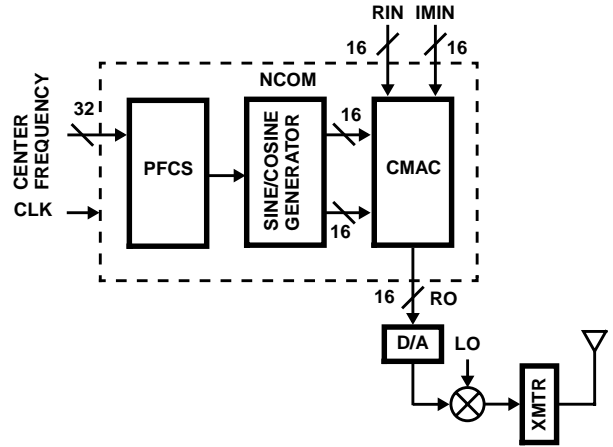 RIN IMIN
16 16
NCOM
CENTER
FREQUENCY
32
CLK
PFCS
SINE/COSINE
GENERATOR
16
16
CMAC
16 RO
D/A
LO
XMTR